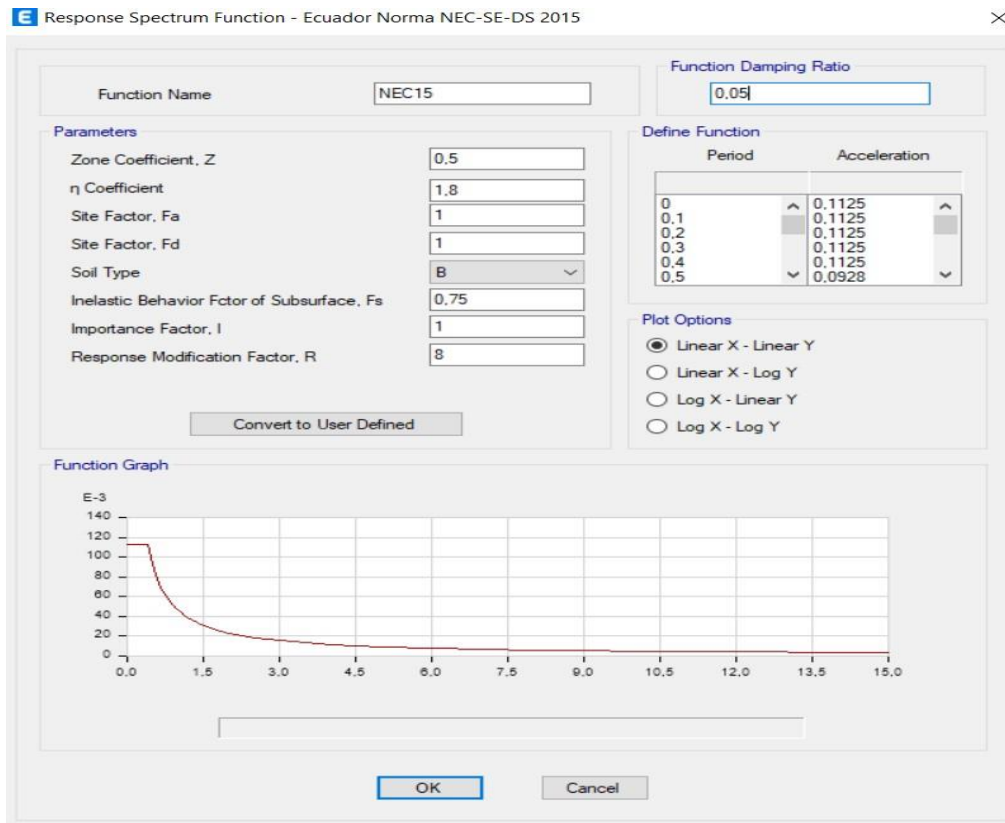 E Response Spectrum Function - Ecuador Norma NEC-SE-DS 2015
Function Name NEC15
Function Damping Ratio
0,05
Parameters
Zone Coefficient, Z 0,5
η Coefficient 1,8
Site Factor, Fa 1
Site Factor, Fd 1
Soil Type B
Inelastic Behavior Fctor of Subsurface, Fs 0,75
Importance Factor, I 1
Response Modification Factor, R 8
Convert to User Defined
Define Function
Period Acceleration
0 0,1125
0,1 0,1125
0,2 0,1125
0,3 0,1125
0,4 0,1125
0,5 0,0928
Plot Options
Linear X - Linear Y
Linear X - Log Y
Log X - Linear Y
Log X - Log Y
Function Graph
E-3
140
120
100
80
60
40
20
0
0,0 1,5 3,0 4,5 6,0 7,5 9,0 10,5 12,0 13,5 15,0
OK Cancel